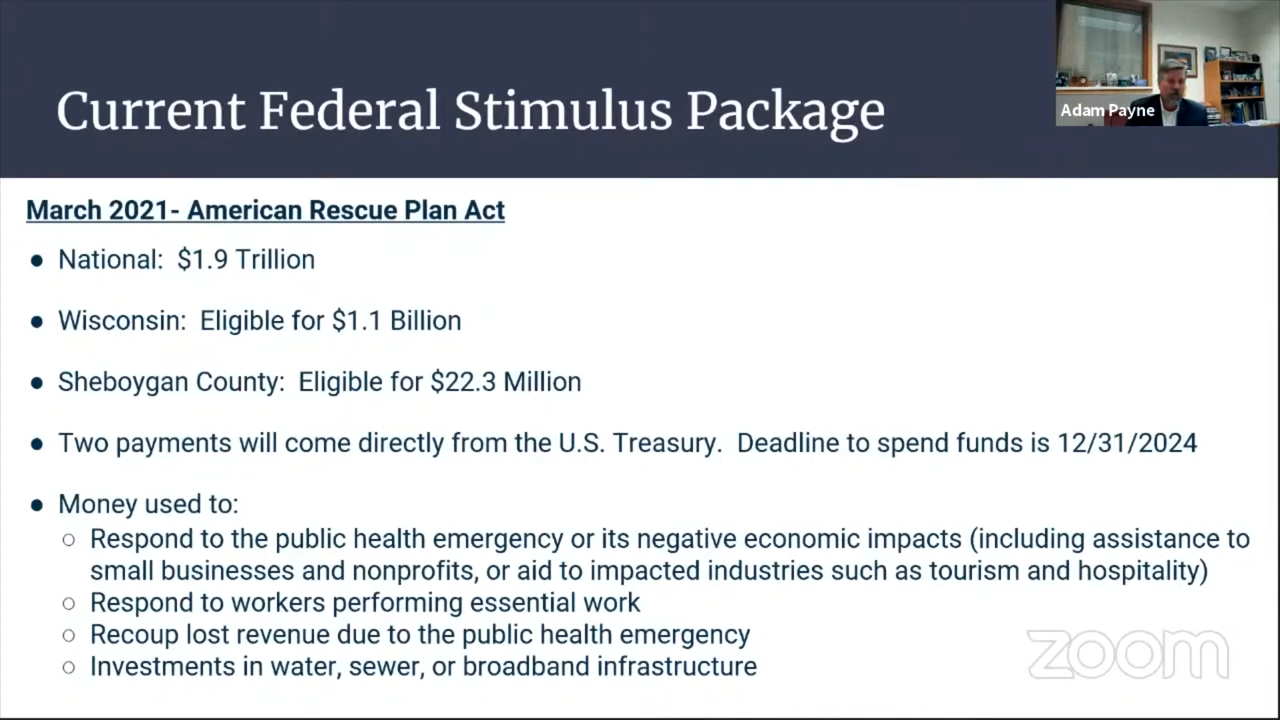 Current Federal Stimulus Package
Adam Payne
March 2021- American Rescue Plan Act
● National:  $1.9 Trillion
● Wisconsin:  Eligible for $1.1 Billion
● Sheboygan County:  Eligible for $22.3 Million
● Two payments will come directly from the U.S. Treasury.  Deadline to spend funds is 12/31/2024
● Money used to:
○ Respond to the public health emergency or its negative economic impacts (including assistance to
small businesses and nonprofits, or aid to impacted industries such as tourism and hospitality)
○ Respond to workers performing essential work
○ Recoup lost revenue due to the public health emergency
○ Investments in water, sewer, or broadband infrastructure
zoom